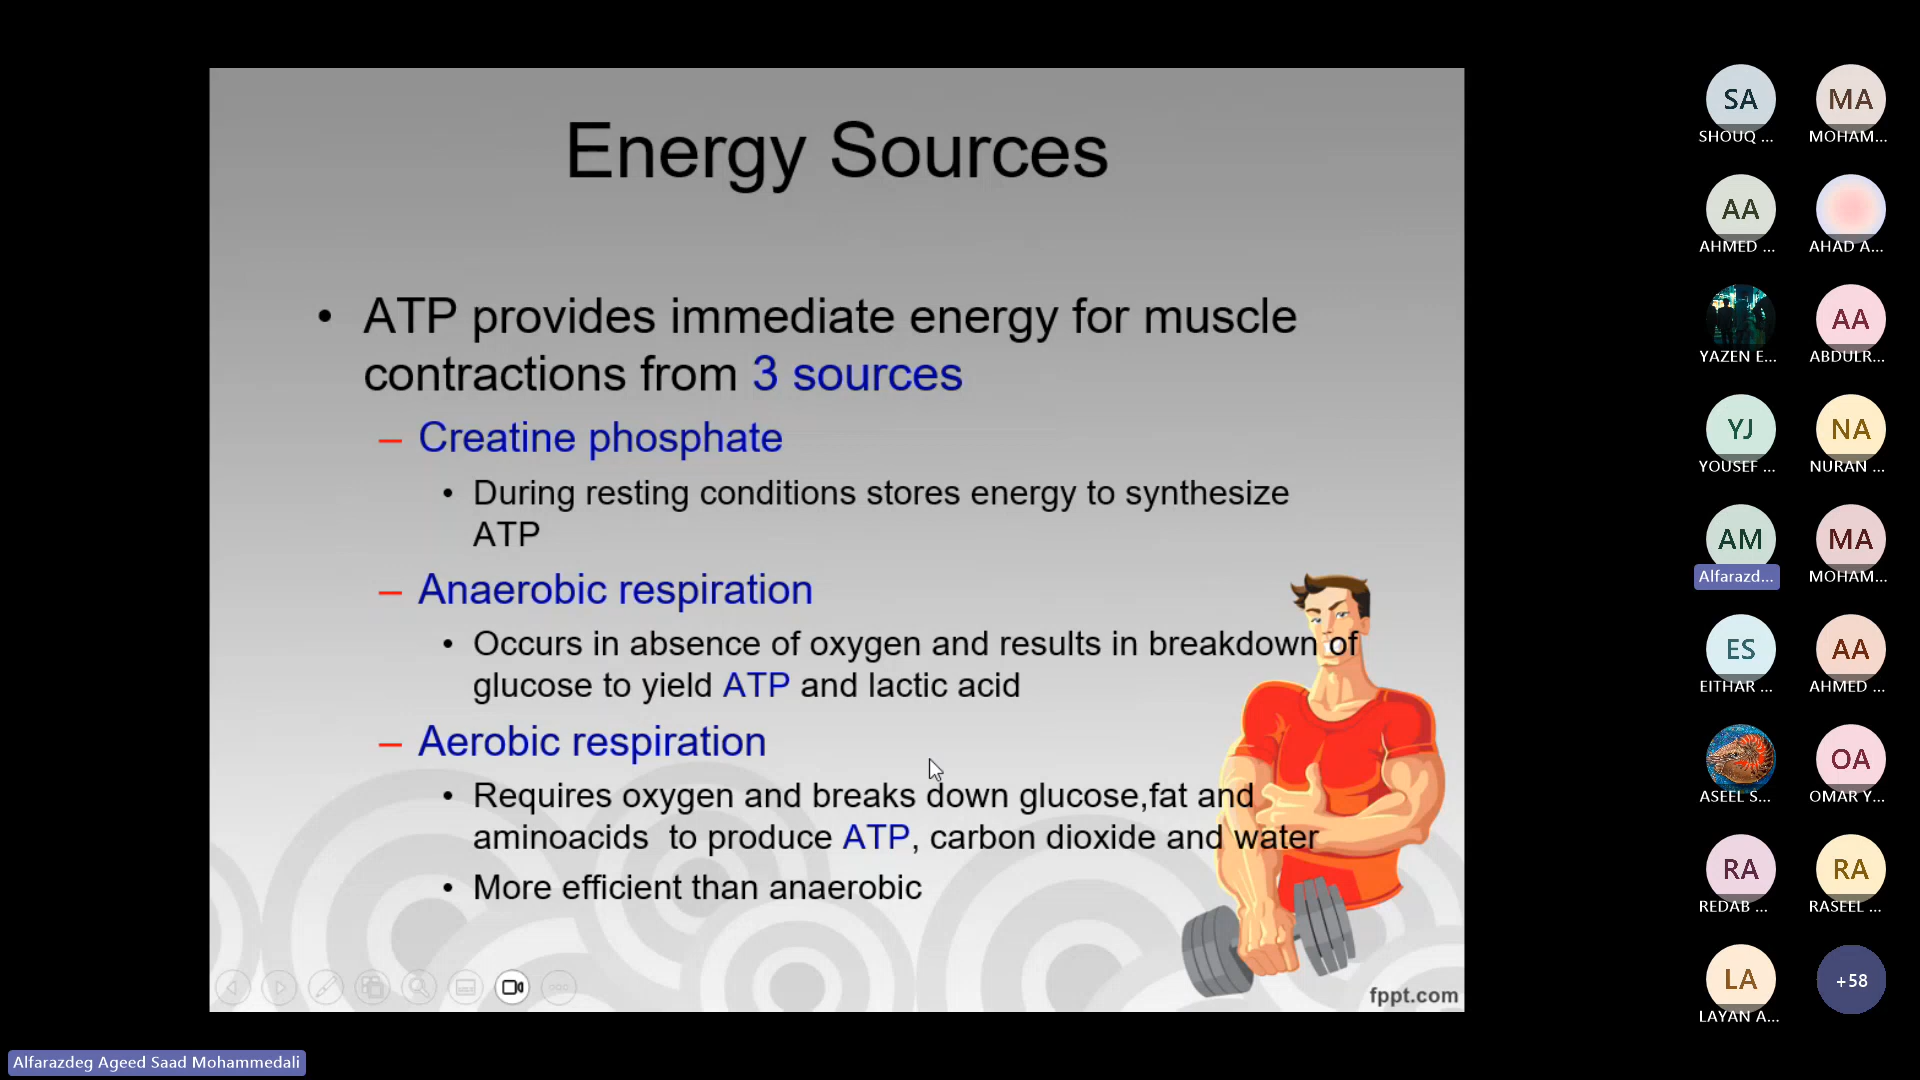 Energy Sources
• ATP provides immediate energy for muscle
contractions from 3 sources
– Creatine phosphate
• During resting conditions stores energy to synthesize
ATP
– Anaerobic respiration
• Occurs in absence of oxygen and results in breakdown of
glucose to yield ATP and lactic acid
– Aerobic respiration
• Requires oxygen and breaks down glucose,fat and
aminoacids to produce ATP, carbon dioxide and water
• More efficient than anaerobic
fppt.com
SA MA
SHOUQ ... MOHAM...
AA
AHMED ... AHAD A...
AA
YAZEN E... ABDULR...
YJ NA
YOUSEF ... NURAN ...
AM MA
Alfarazd... MOHAM...
ES AA
EITHAR ... AHMED ...
OA
ASEEL S... OMAR Y...
RA RA
REDAB ... RASEEL ...
LA +58
LAYAN A...
Alfarazdeg Ageed Saad Mohammedali